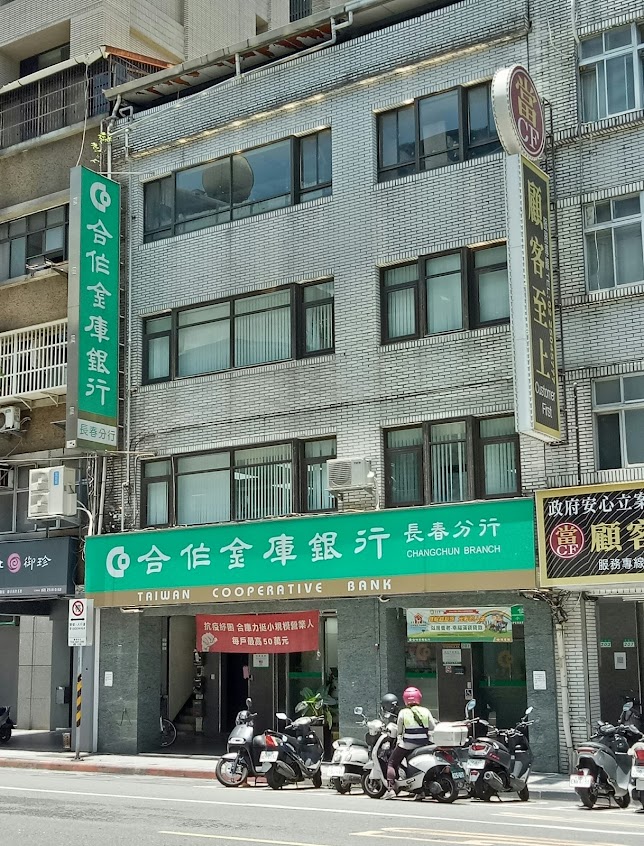 合作金庫銀行
長春分行
當
CF
顧客至上
Customer
First
合作金庫銀行 長春分行
CHANGCHUN BRANCH
TAIWAN COOPERATIVE BANK
政府安心立案
當
CF
顧客
服務專線
御珍
抗疫紓困 合庫力挺小規模營業人
每戶最高50萬元